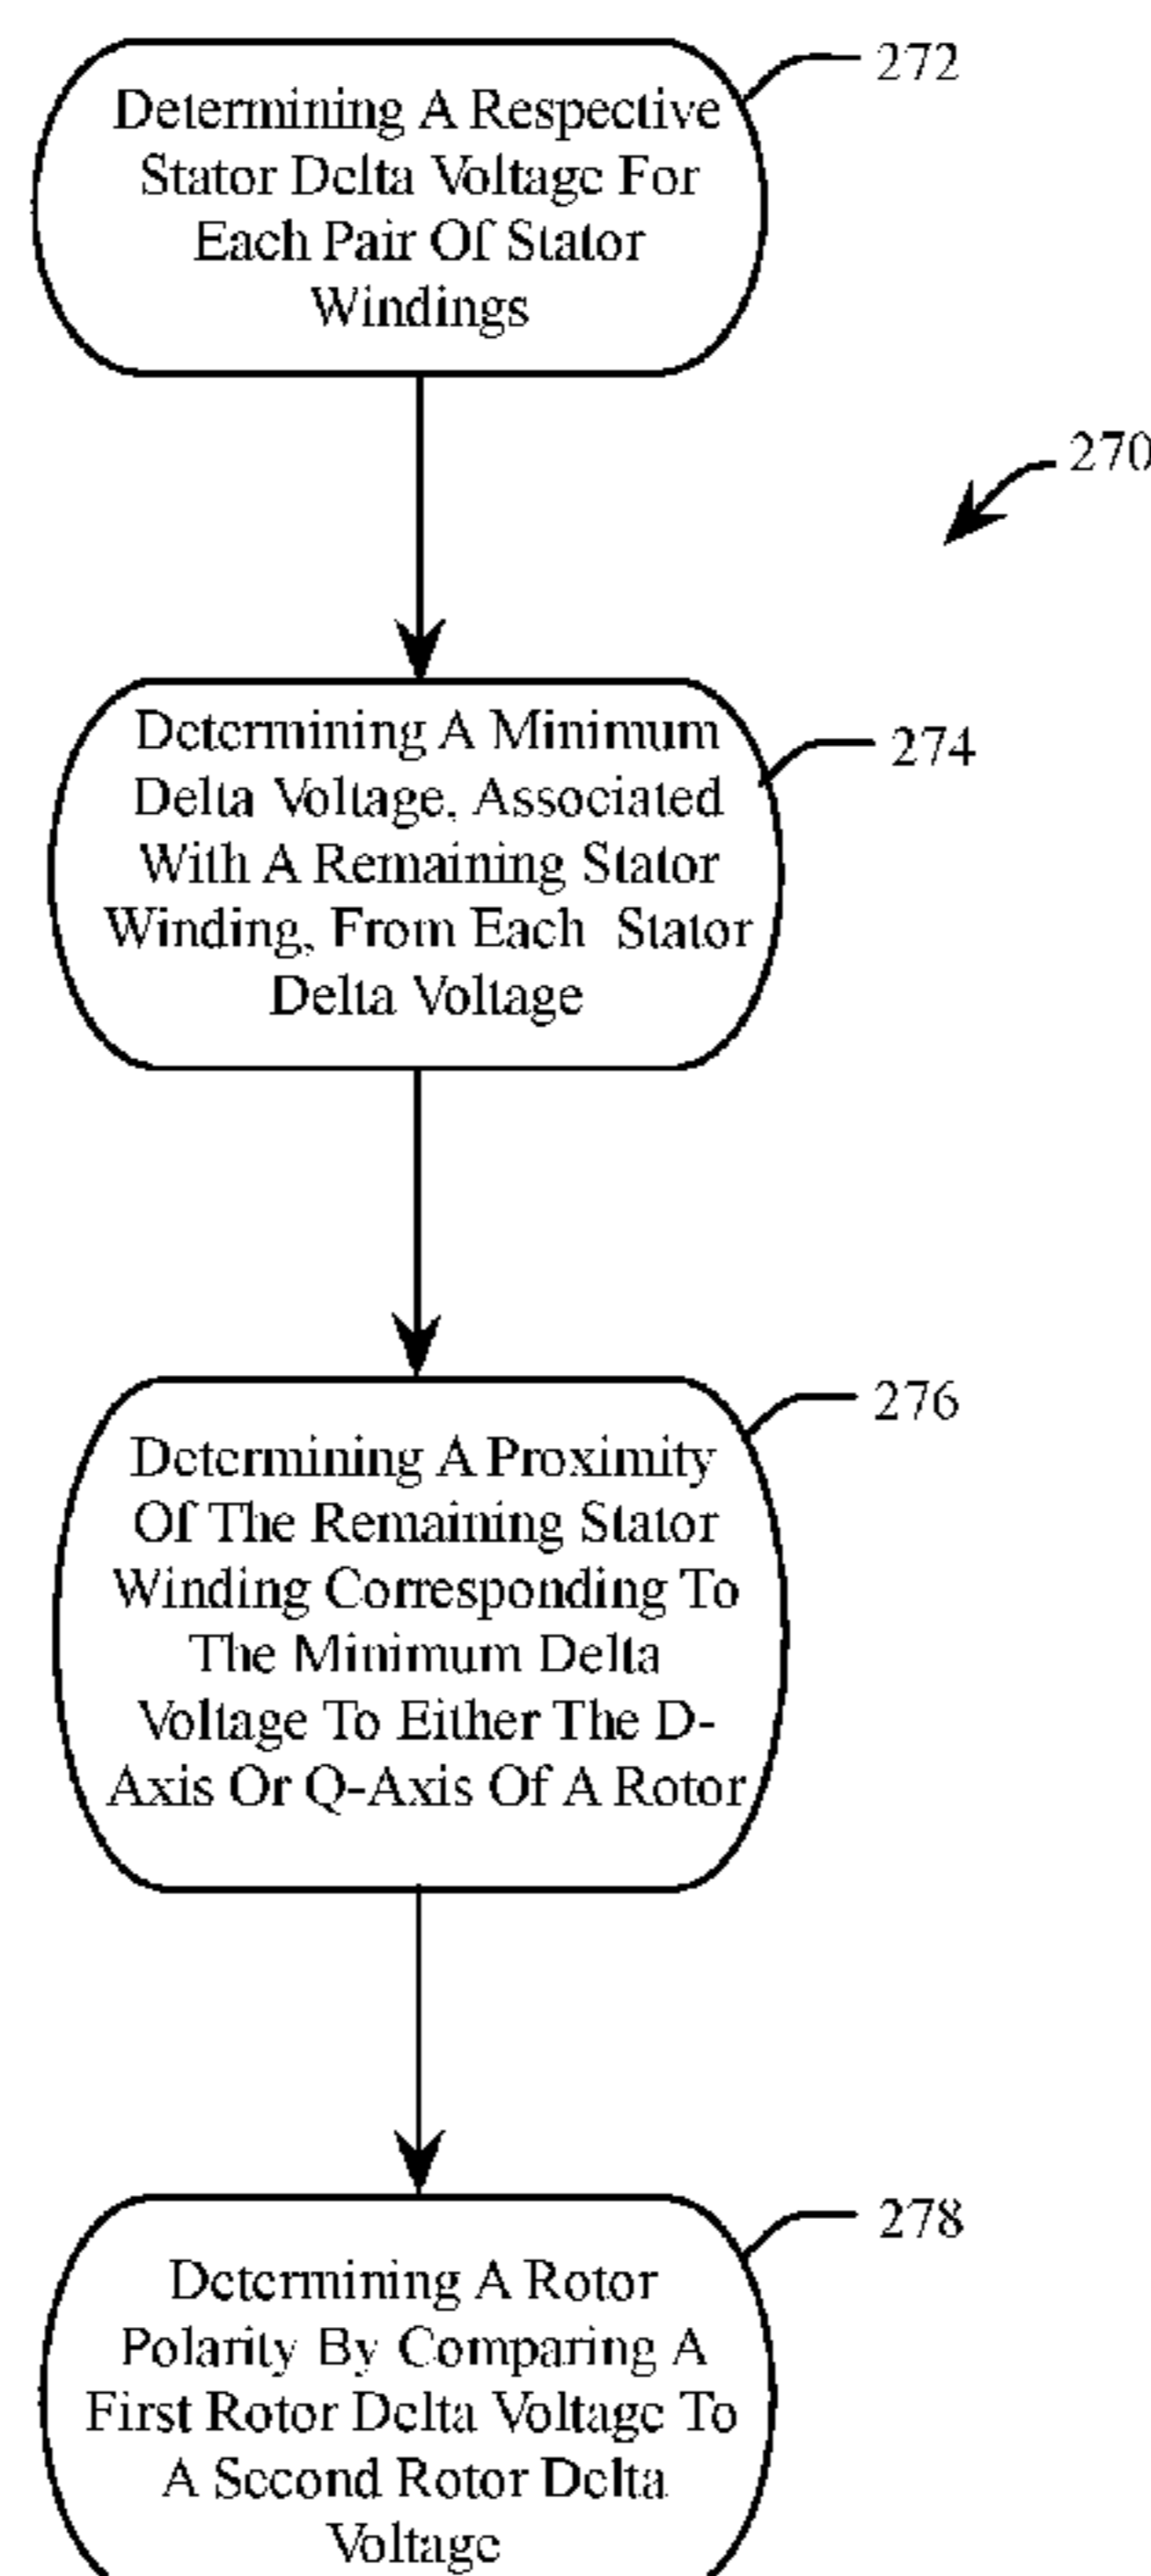 272
Determining A Respective
Stator Delta Voltage For
Each Pair Of Stator
Windings
270
Determining A Minimum
Delta Voltage, Associated
With A Remaining Stator
Winding, From Each Stator
Delta Voltage
274
276
Determining A Proximity
Of The Remaining Stator
Winding Corresponding To
The Minimum Delta
Voltage To Either The D-
Axis Or Q-Axis Of A Rotor
278
Determining A Rotor
Polarity By Comparing A
First Rotor Delta Voltage To
A Second Rotor Delta
Voltage